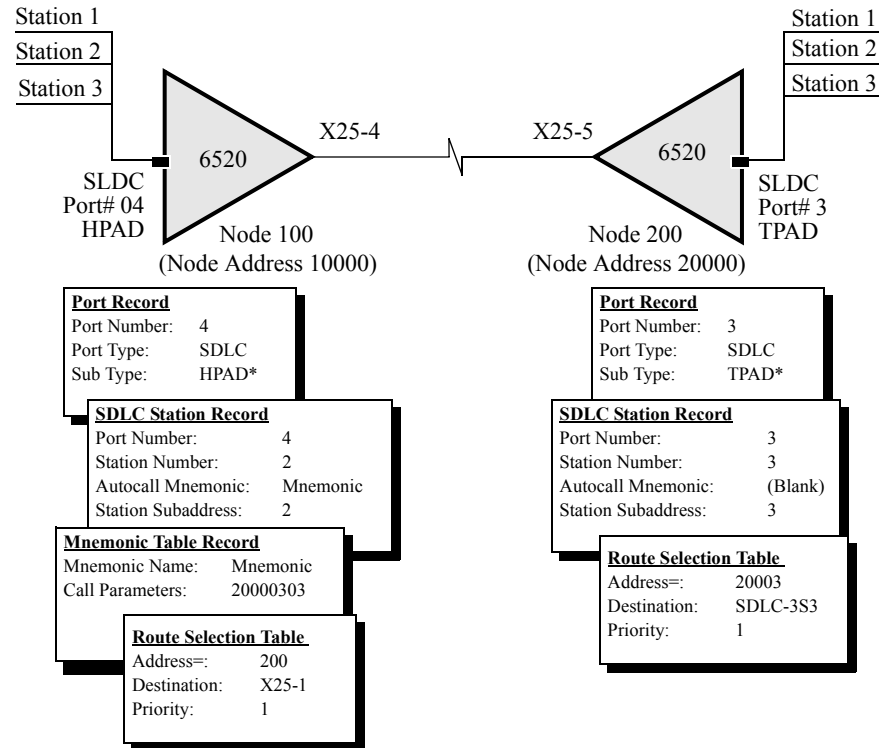 Station 1
Station 2
Station 3
Station 1
Station 2
Station 3
X25-4
X25-5
6520
6520
SLDC
Port# 04
HPAD
SLDC
Port# 3
TPAD
Node 100
(Node Address 10000)
Node 200
(Node Address 20000)
Port Record
Port Number: 4
Port Type: SDLC
Sub Type: HPAD*
SDLC Station Record
Port Number: 4
Station Number: 2
Autocall Mnemonic: Mnemonic
Station Subaddress: 2
Mnemonic Table Record
Mnemonic Name: Mnemonic
Call Parameters: 20000303
Route Selection Table
Address=: 200
Destination: X25-1
Priority: 1
Port Record
Port Number: 3
Port Type: SDLC
Sub Type: TPAD*
SDLC Station Record
Port Number: 3
Station Number: 3
Autocall Mnemonic: (Blank)
Station Subaddress: 3
Route Selection Table
Address=: 20003
Destination: SDLC-3S3
Priority: 1